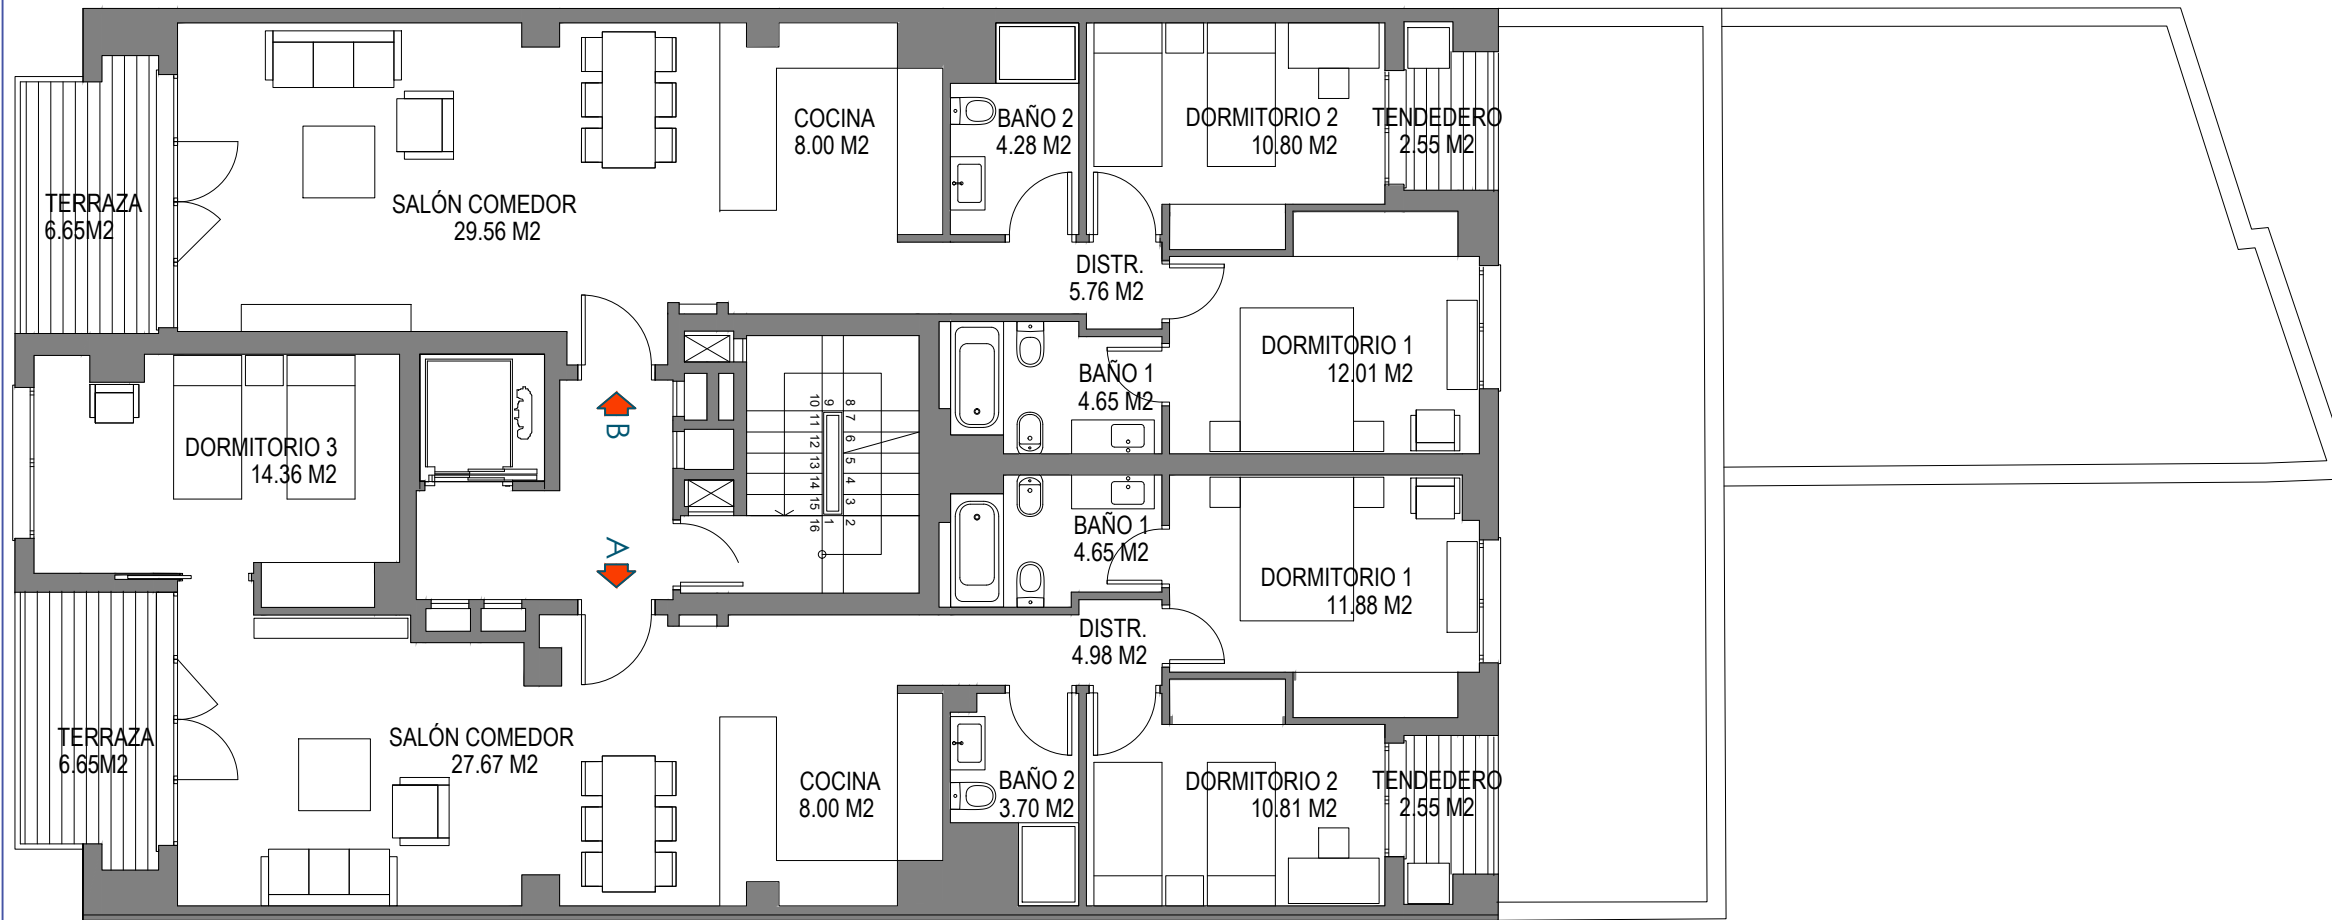 TERRAZA
6.65M2
SALÓN COMEDOR
29.56 M2
COCINA
8.00 M2
BAÑO 2
4.28 M2
DORMITORIO 2
10.80 M2
TENDEDERO
2.55 M2
DISTR.
5.76 M2
DORMITORIO 1
12.01 M2
BAÑO 1
4.65 M2
DORMITORIO 3
14.36 M2
B
A
10 9 8
11 7
12 6
13 5
14 4
15 3
16 1 2
BAÑO 1
4.65 M2
DORMITORIO 1
11.88 M2
DISTR.
4.98 M2
TERRAZA
6.65M2
SALÓN COMEDOR
27.67 M2
COCINA
8.00 M2
BAÑO 2
3.70 M2
DORMITORIO 2
10.81 M2
TENDEDERO
2.55 M2